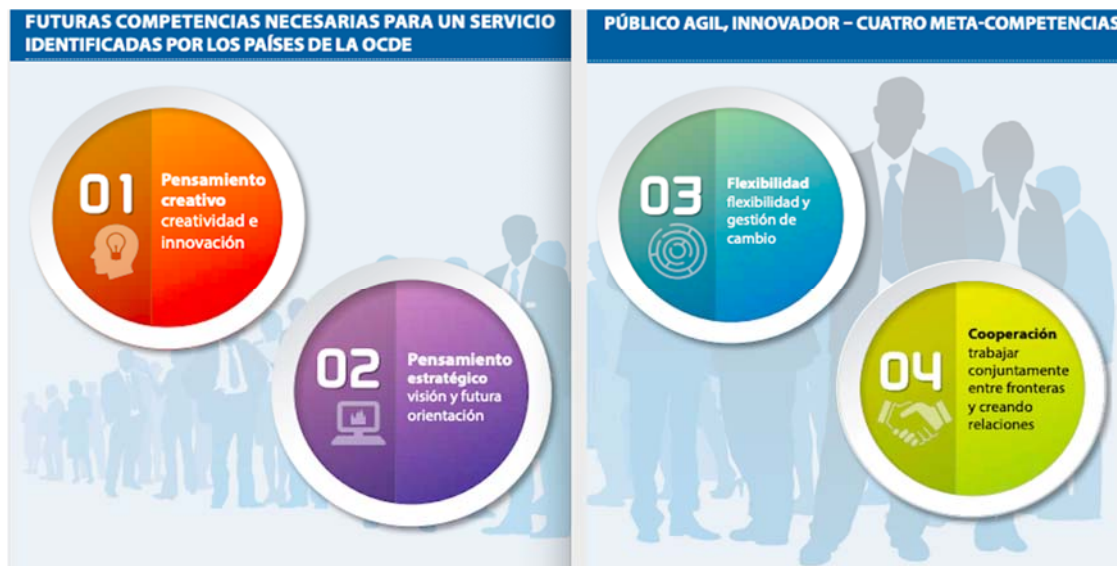 FUTURAS COMPETENCIAS NECESARIAS PARA UN SERVICIO
IDENTIFICADAS POR LOS PAÍSES DE LA OCDE
PÚBLICO AGIL, INNOVADOR – CUATRO META-COMPETENCIAS
01
Pensamiento
creativo
creatividad e
innovación
02
Pensamiento
estratégico
visión y futura
orientación
03
Flexibilidad
flexibilidad y
gestión de
cambio
04
Cooperación
trabajar
conjuntamente
entre fronteras
y creando
relaciones